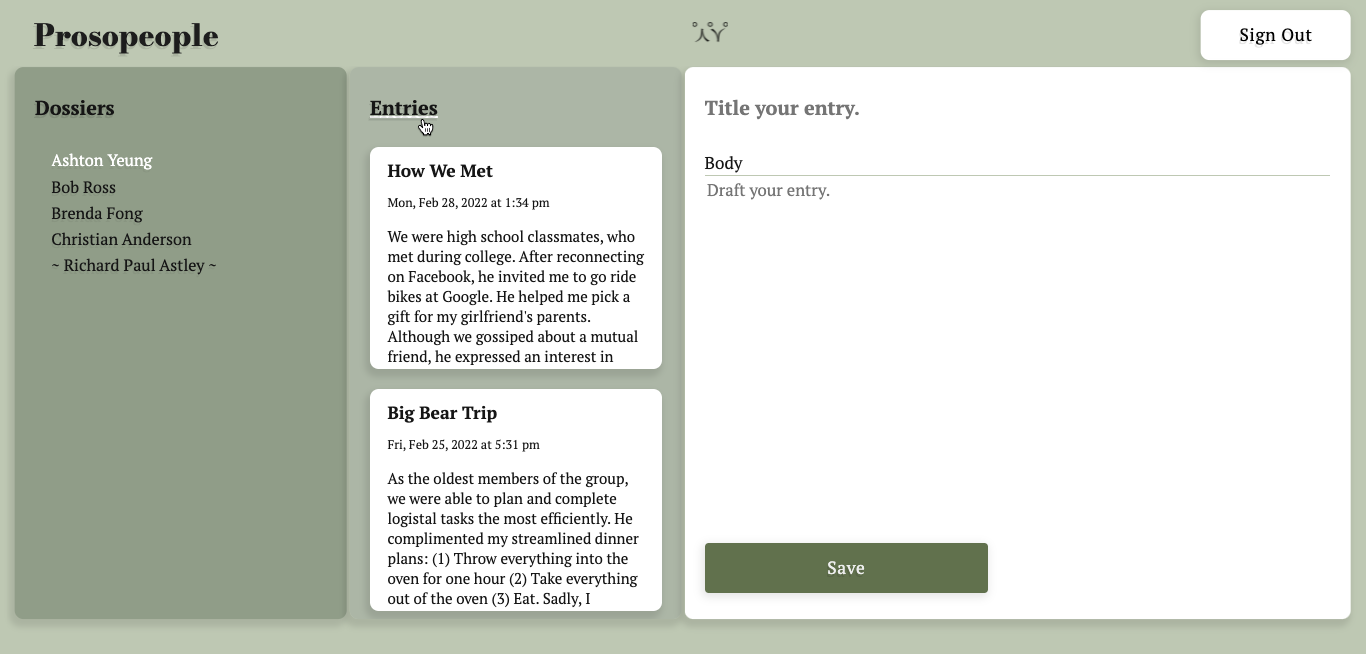 Prosopeople
Sign Out
Dossiers
Ashton Yeung
Bob Ross
Brenda Fong
Christian Anderson
~ Richard Paul Astley ~
Entries
How We Met
Mon, Feb 28, 2022 at 1:34 pm
We were high school classmates, who
met during college. After reconnecting
on Facebook, he invited me to go ride
bikes at Google. He helped me pick a
gift for my girlfriend's parents.
Although we gossiped about a mutual
friend, he expressed an interest in
Big Bear Trip
Fri, Feb 25, 2022 at 5:31 pm
As the oldest members of the group,
we were able to plan and complete
logistal tasks the most efficiently. He
complimented my streamlined dinner
plans: (1) Throw everything into the
oven for one hour (2) Take everything
out of the oven (3) Eat. Sadly, I
Title your entry.
Body
Draft your entry.
Save